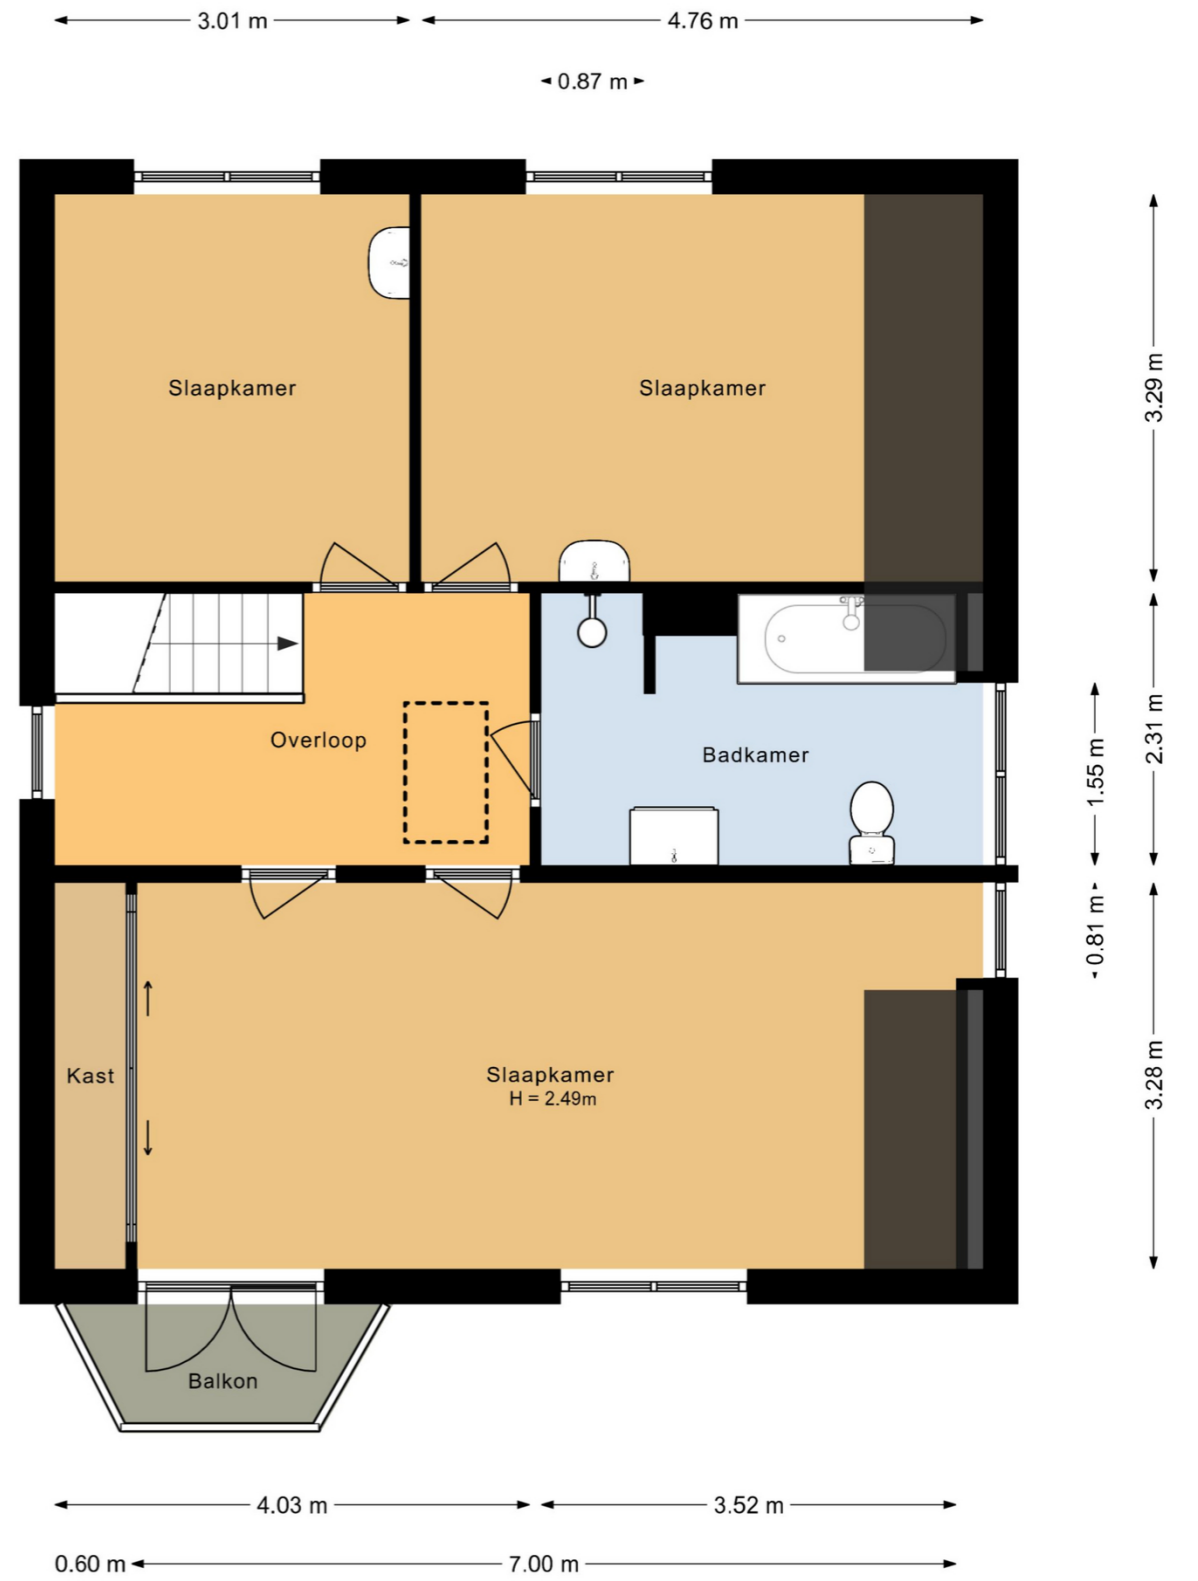 3.01 m
4.76 m
0.87 m
Slaapkamer
Slaapkamer
3.29 m
Overloop
Badkamer
1.55 m
2.31 m
0.81 m
Kast
Slaapkamer
H = 2.49m
3.28 m
Balkon
4.03 m
3.52 m
0.60 m
7.00 m